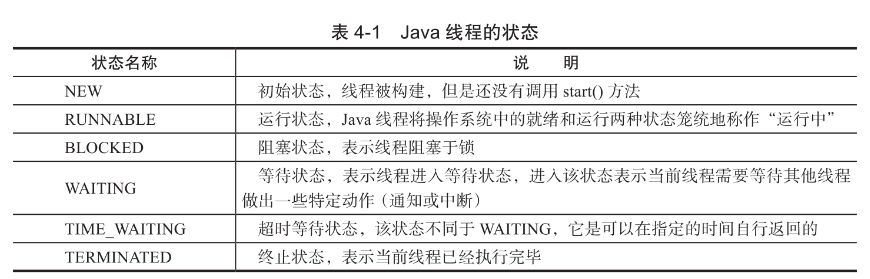 表 4-1 Java 线程的状态
状态名称 说 明
NEW 初始状态，线程被构建，但是还没有调用 start() 方法
RUNNABLE 运行状态，Java 线程将操作系统中的就绪和运行两种状态笼统地称作“运行中”
BLOCKED 阻塞状态，表示线程阻塞于锁
WAITING 等待状态，表示线程进入等待状态，进入该状态表示当前线程需要等待其他线程
做出一些特定动作（通知或中断）
TIME_WAITING 超时等待状态，该状态不同于 WAITING，它是可以在指定的时间自行返回的
TERMINATED 终止状态，表示当前线程已经执行完毕